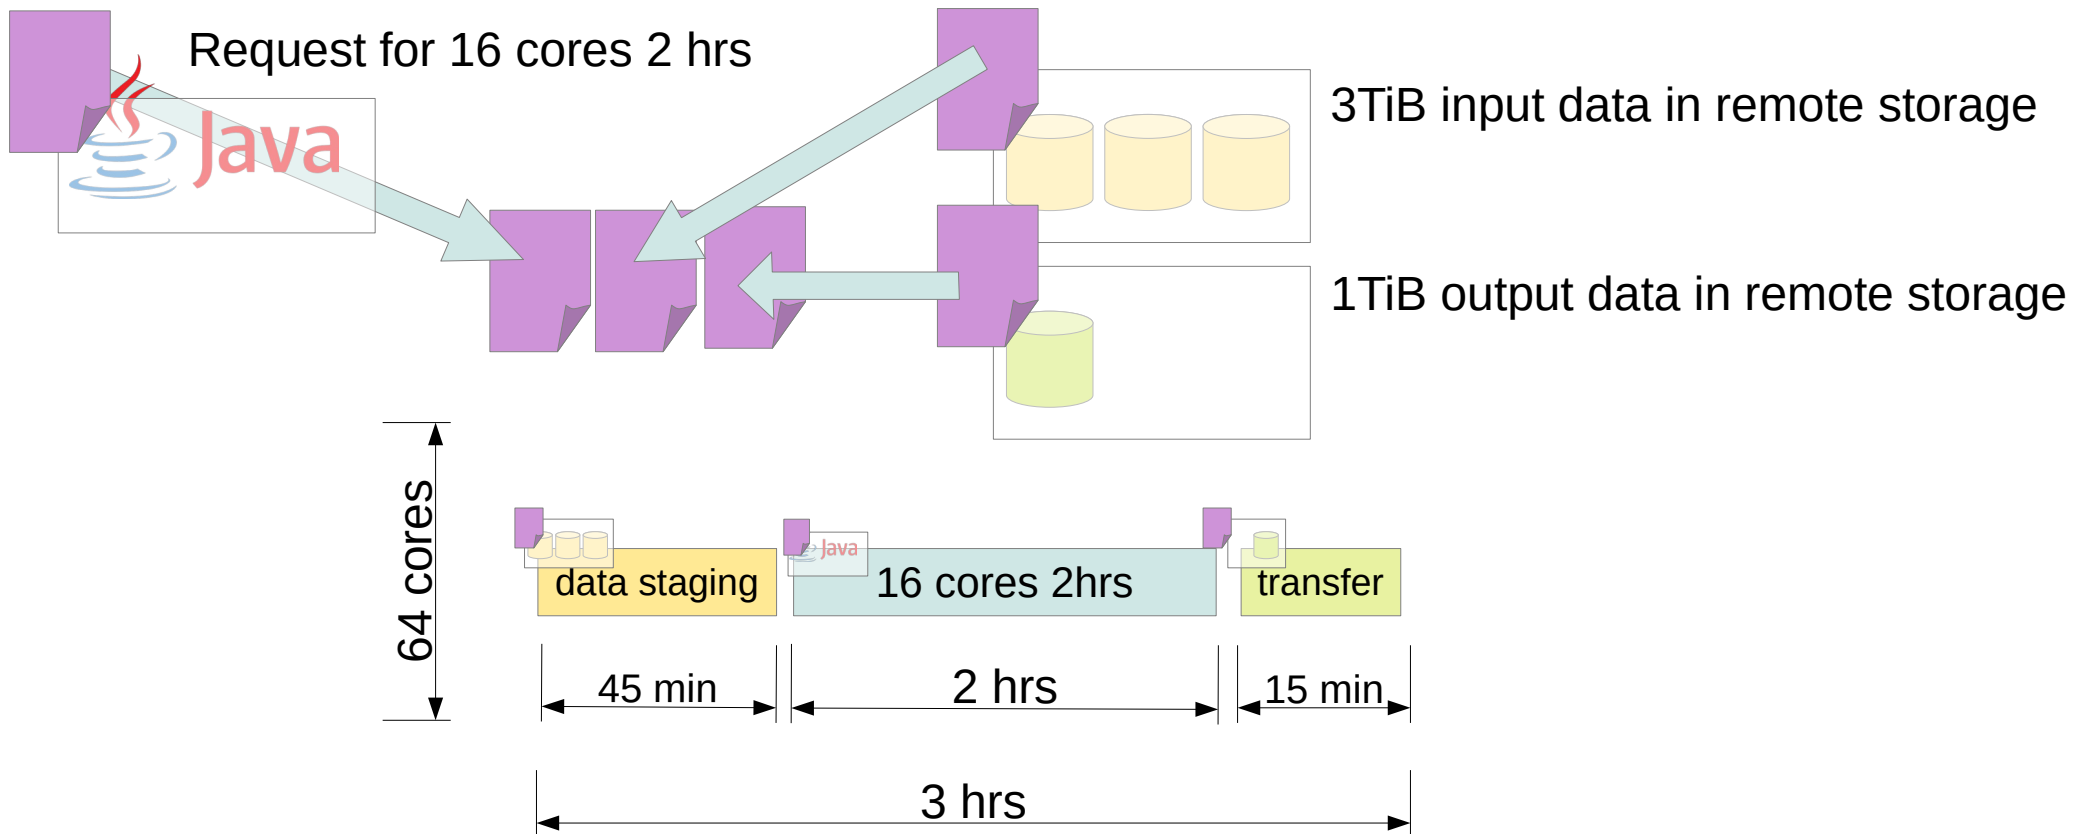 Request for 16 cores 2 hrs
Java
3TiB input data in remote storage
1TiB output data in remote storage
64 cores
Java
data staging
16 cores 2hrs
transfer
45 min
2 hrs
15 min
3 hrs